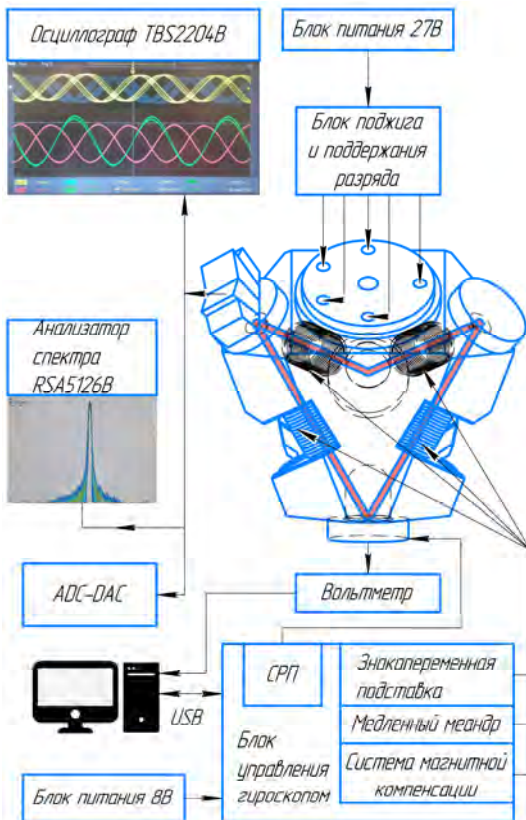 Осциллограф TBS2204B
Блок питания 27В
Блок поджига
и поддержания
разряда
Анализатор
спектра
RSA5126B
ADC-DAC
Вольтметр
USB
СРП
Блок
управления
гироскопом
Знакопеременная
подставка
Медленный меандр
Система магнитной
компенсации
Блок питания 8В